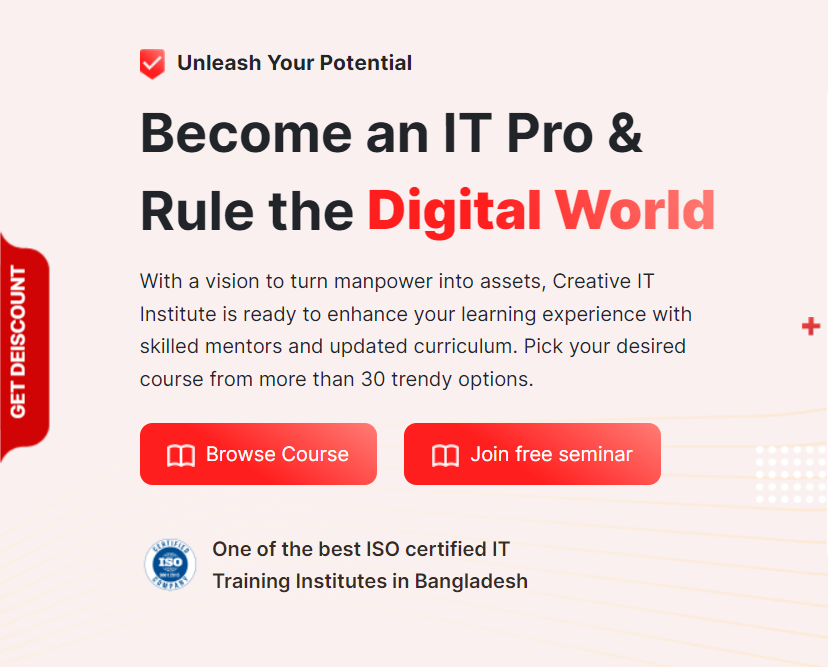 Unleash Your Potential
Become an IT Pro &
Rule the Digital World
With a vision to turn manpower into assets, Creative IT
Institute is ready to enhance your learning experience with
skilled mentors and updated curriculum. Pick your desired
course from more than 30 trendy options.
GET DEISCOUNT
Browse Course
Join free seminar
CERTIFIED
ISO
COMPANY
One of the best ISO certified IT
Training Institutes in Bangladesh